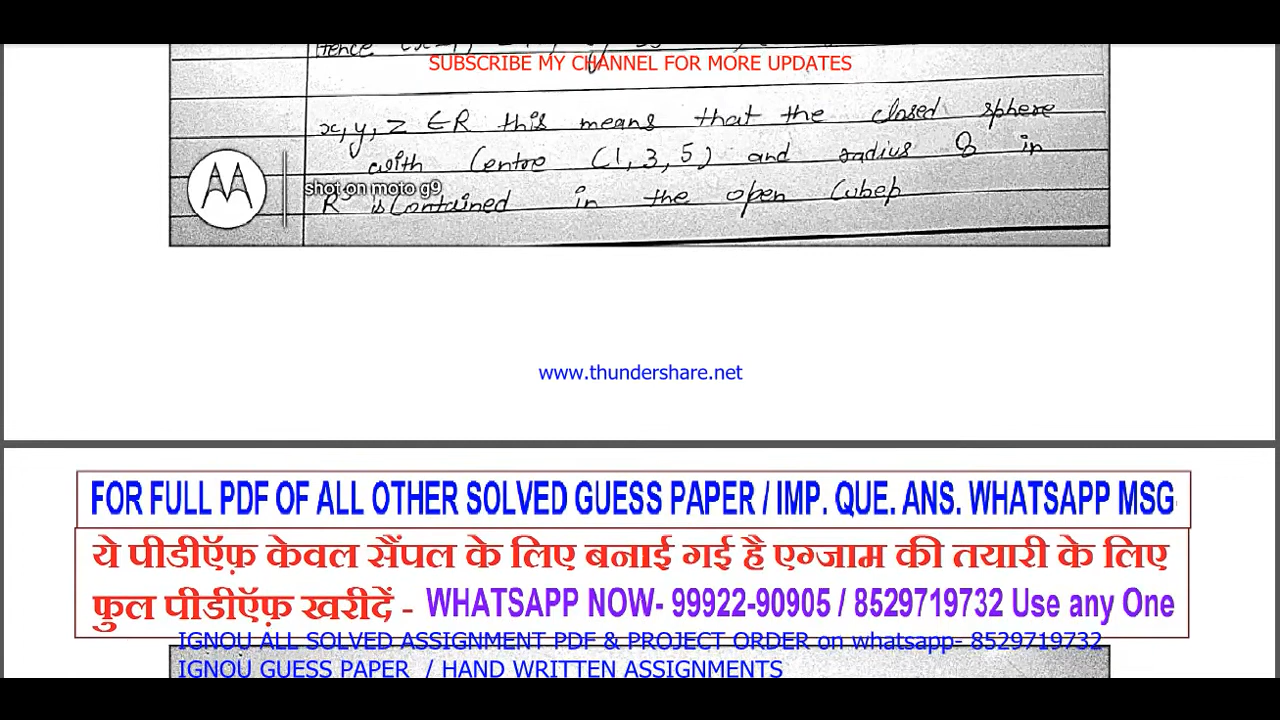 Hence
SUBSCRIBE MY CHANNEL FOR MORE UPDATES
x, y, z ∈ R this means that the closed sphere
with Centre (1, 3, 5) and radius 8 in
shot on moto g9
R is Contained in the open Cube
www.thundershare.net
FOR FULL PDF OF ALL OTHER SOLVED GUESS PAPER / IMP. QUE. ANS. WHATSAPP MSG
ये पीडीऍफ़ केवल सैंपल के लिए बनाई गई है एग्जाम की तयारी के लिए
फुल पीडीऍफ़ खरीदें - WHATSAPP NOW- 99922-90905 / 8529719732 Use any One
IGNOU ALL SOLVED ASSIGNMENT PDF & PROJECT ORDER on whatsapp- 8529719732
IGNOU GUESS PAPER / HAND WRITTEN ASSIGNMENTS